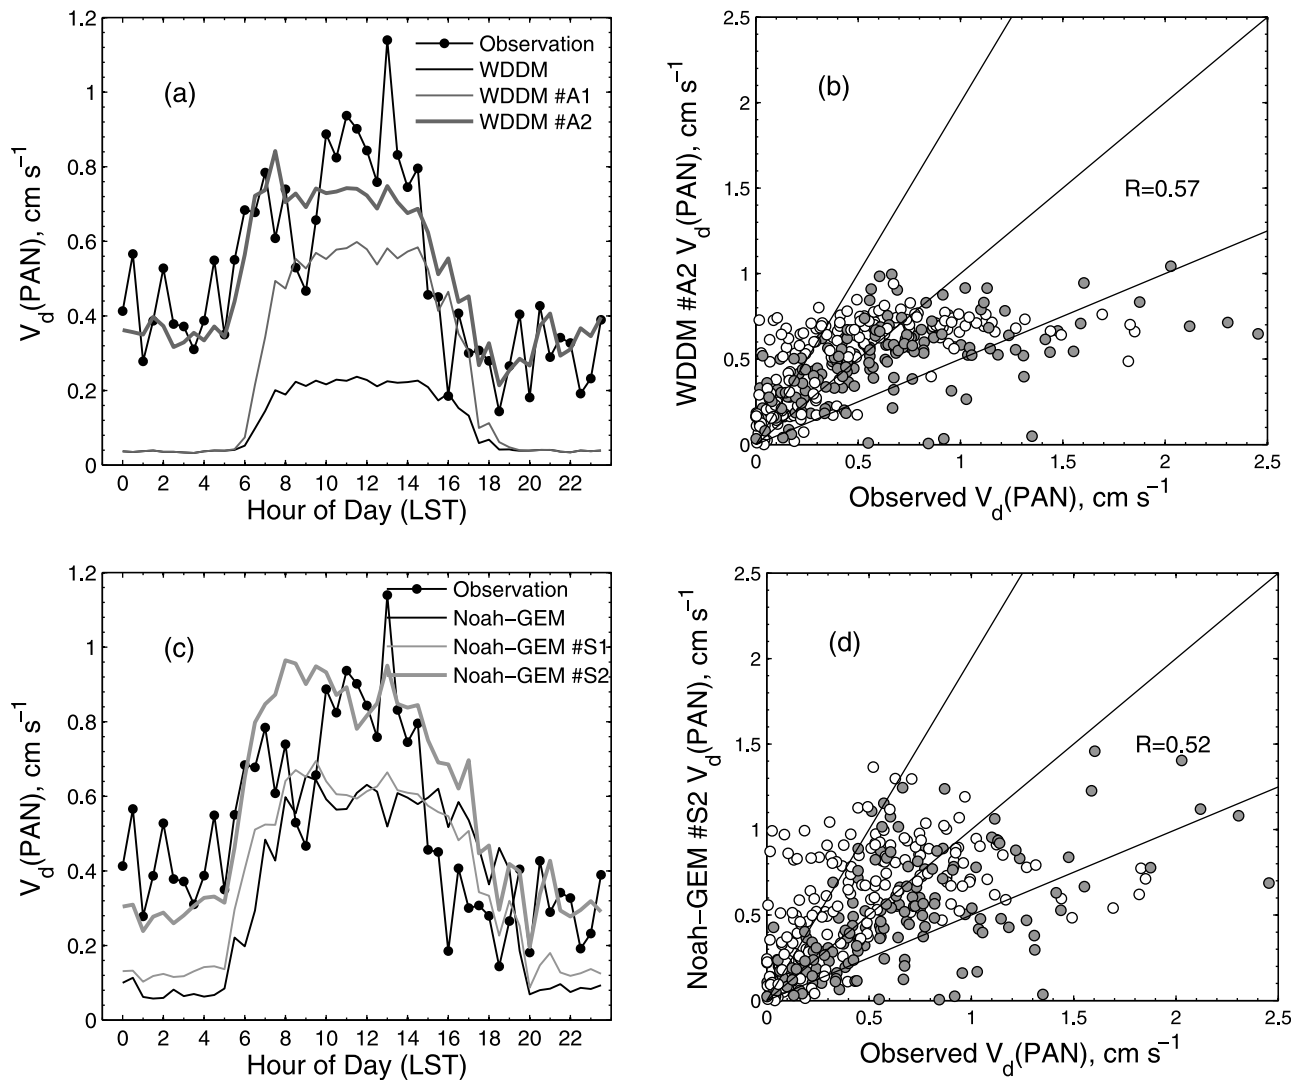 (a)
Observation
WDDM
WDDM #A1
WDDM #A2
1.2
1
0.8
0.6
0.4
0.2
0
V_d(PAN), cm s⁻¹
0 2 4 6 8 10 12 14 16 18 20 22
Hour of Day (LST)
(b)
R=0.57
2.5
2
1.5
1
0.5
0
WDDM #A2 V_d(PAN), cm s⁻¹
0 0.5 1 1.5 2 2.5
Observed V_d(PAN), cm s⁻¹
(c)
Observation
Noah−GEM
Noah−GEM #S1
Noah−GEM #S2
1.2
1
0.8
0.6
0.4
0.2
0
V_d(PAN), cm s⁻¹
0 2 4 6 8 10 12 14 16 18 20 22
Hour of Day (LST)
(d)
R=0.52
2.5
2
1.5
1
0.5
0
Noah−GEM #S2 V_d(PAN), cm s⁻¹
0 0.5 1 1.5 2 2.5
Observed V_d(PAN), cm s⁻¹